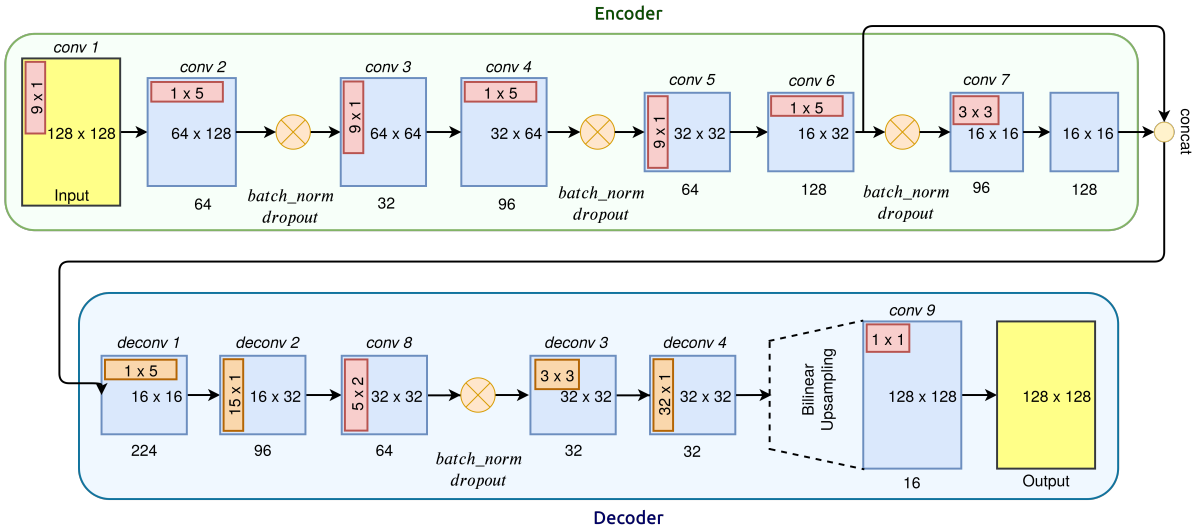 Encoder
conv 1
9 x 1
128 x 128
Input
conv 2
1 x 5
64 x 128
64
batch_norm
dropout
conv 3
9 x 1
64 x 64
32
conv 4
1 x 5
32 x 64
96
batch_norm
dropout
conv 5
9 x 1
32 x 32
64
conv 6
1 x 5
16 x 32
128
batch_norm
dropout
conv 7
3 x 3
16 x 16
96
16 x 16
128
concat
deconv 1
1 x 5
16 x 16
224
deconv 2
15 x 1
16 x 32
96
conv 8
5 x 2
32 x 32
64
batch_norm
dropout
deconv 3
3 x 3
32 x 32
32
deconv 4
32 x 1
32 x 32
32
Bilinear
Upsampling
conv 9
1 x 1
128 x 128
16
128 x 128
Output
Decoder